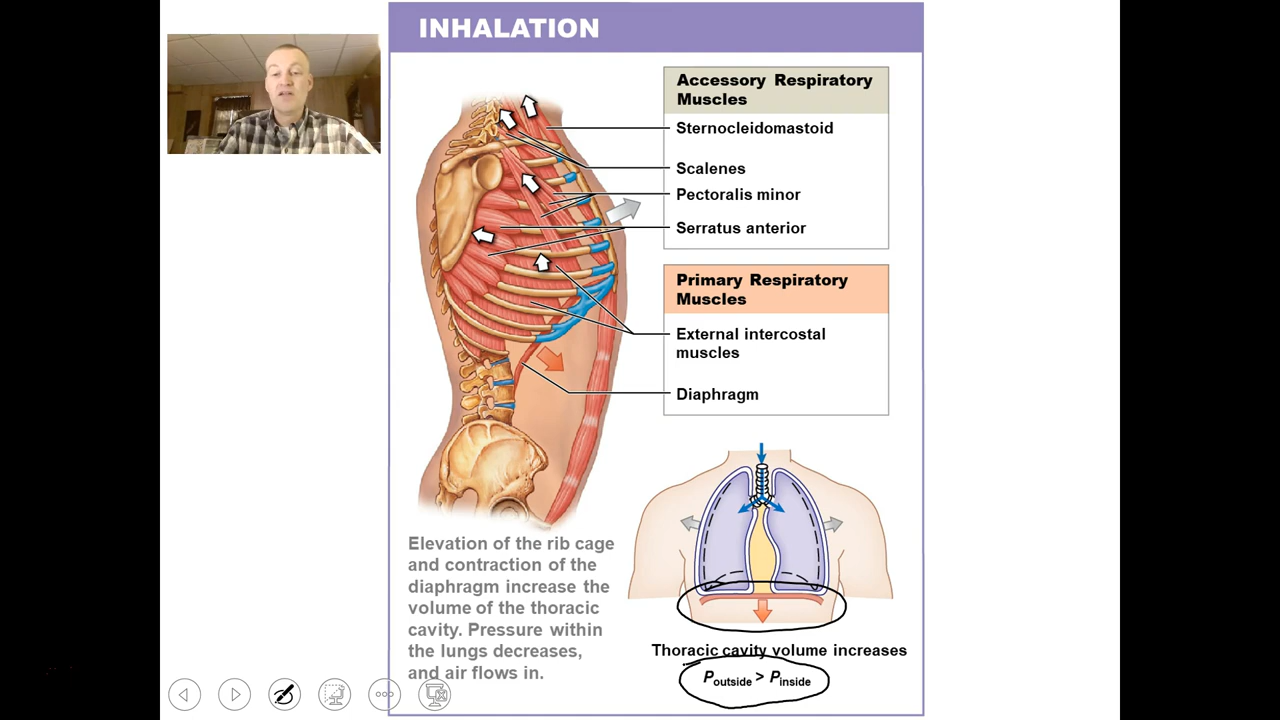 INHALATION
Accessory Respiratory
Muscles
Sternocleidomastoid
Scalenes
Pectoralis minor
Serratus anterior
Primary Respiratory
Muscles
External intercostal
muscles
Diaphragm
Elevation of the rib cage
and contraction of the
diaphragm increase the
volume of the thoracic
cavity. Pressure within
the lungs decreases,
and air flows in.
Thoracic cavity volume increases
Poutside > Pinside